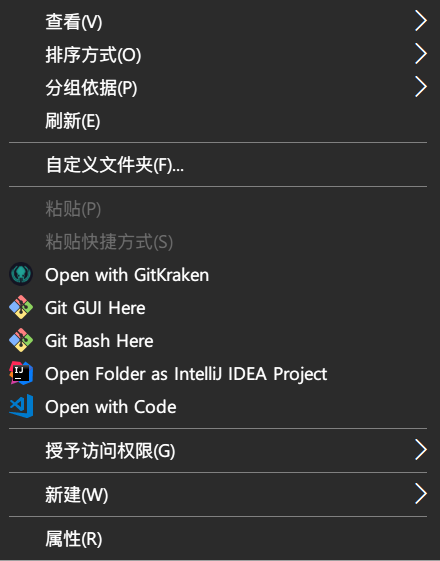 查看(V)
排序方式(O)
分组依据(P)
刷新(E)
自定义文件夹(F)...
粘贴(P)
粘贴快捷方式(S)
Open with GitKraken
Git GUI Here
Git Bash Here
Open Folder as IntelliJ IDEA Project
Open with Code
授予访问权限(G)
新建(W)
属性(R)